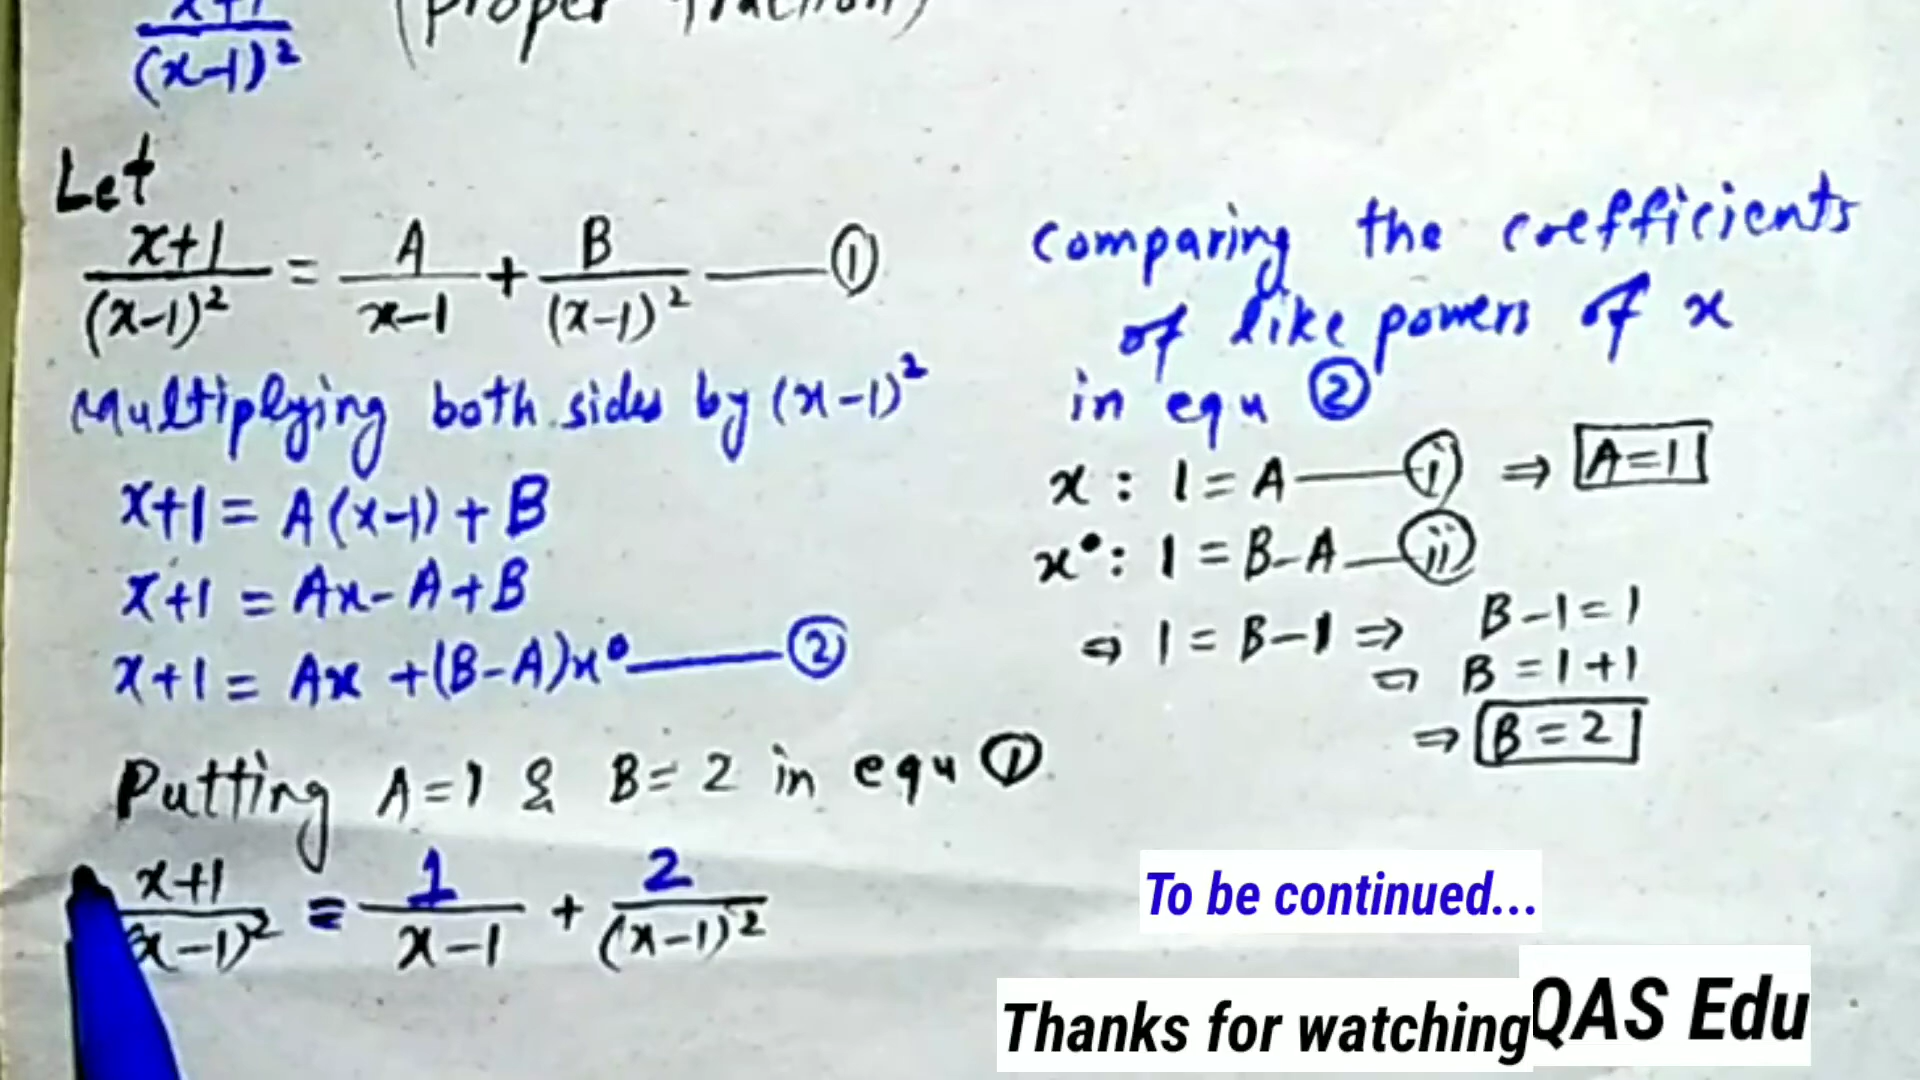 x+1
(x-1)² (proper fraction)
Let
x+1/(x-1)² = A/x-1 + B/(x-1)² —— ①
Multiplying both sides by (x-1)²
x+1 = A(x-1) + B
x+1 = Ax - A + B
x+1 = Ax + (B-A)x⁰ —— ②
Putting A=1 & B=2 in equ ①
x+1/(x-1)² = 1/x-1 + 2/(x-1)²
comparing the coefficients
of like powers of x
in equ ②
x : 1 = A —— ⓘ ⇒ A=1
x⁰ : 1 = B-A — (ii)
⇒ 1 = B-1 ⇒ B-1=1
⇒ B = 1+1
⇒ B = 2
To be continued...
Thanks for watching QAS Edu